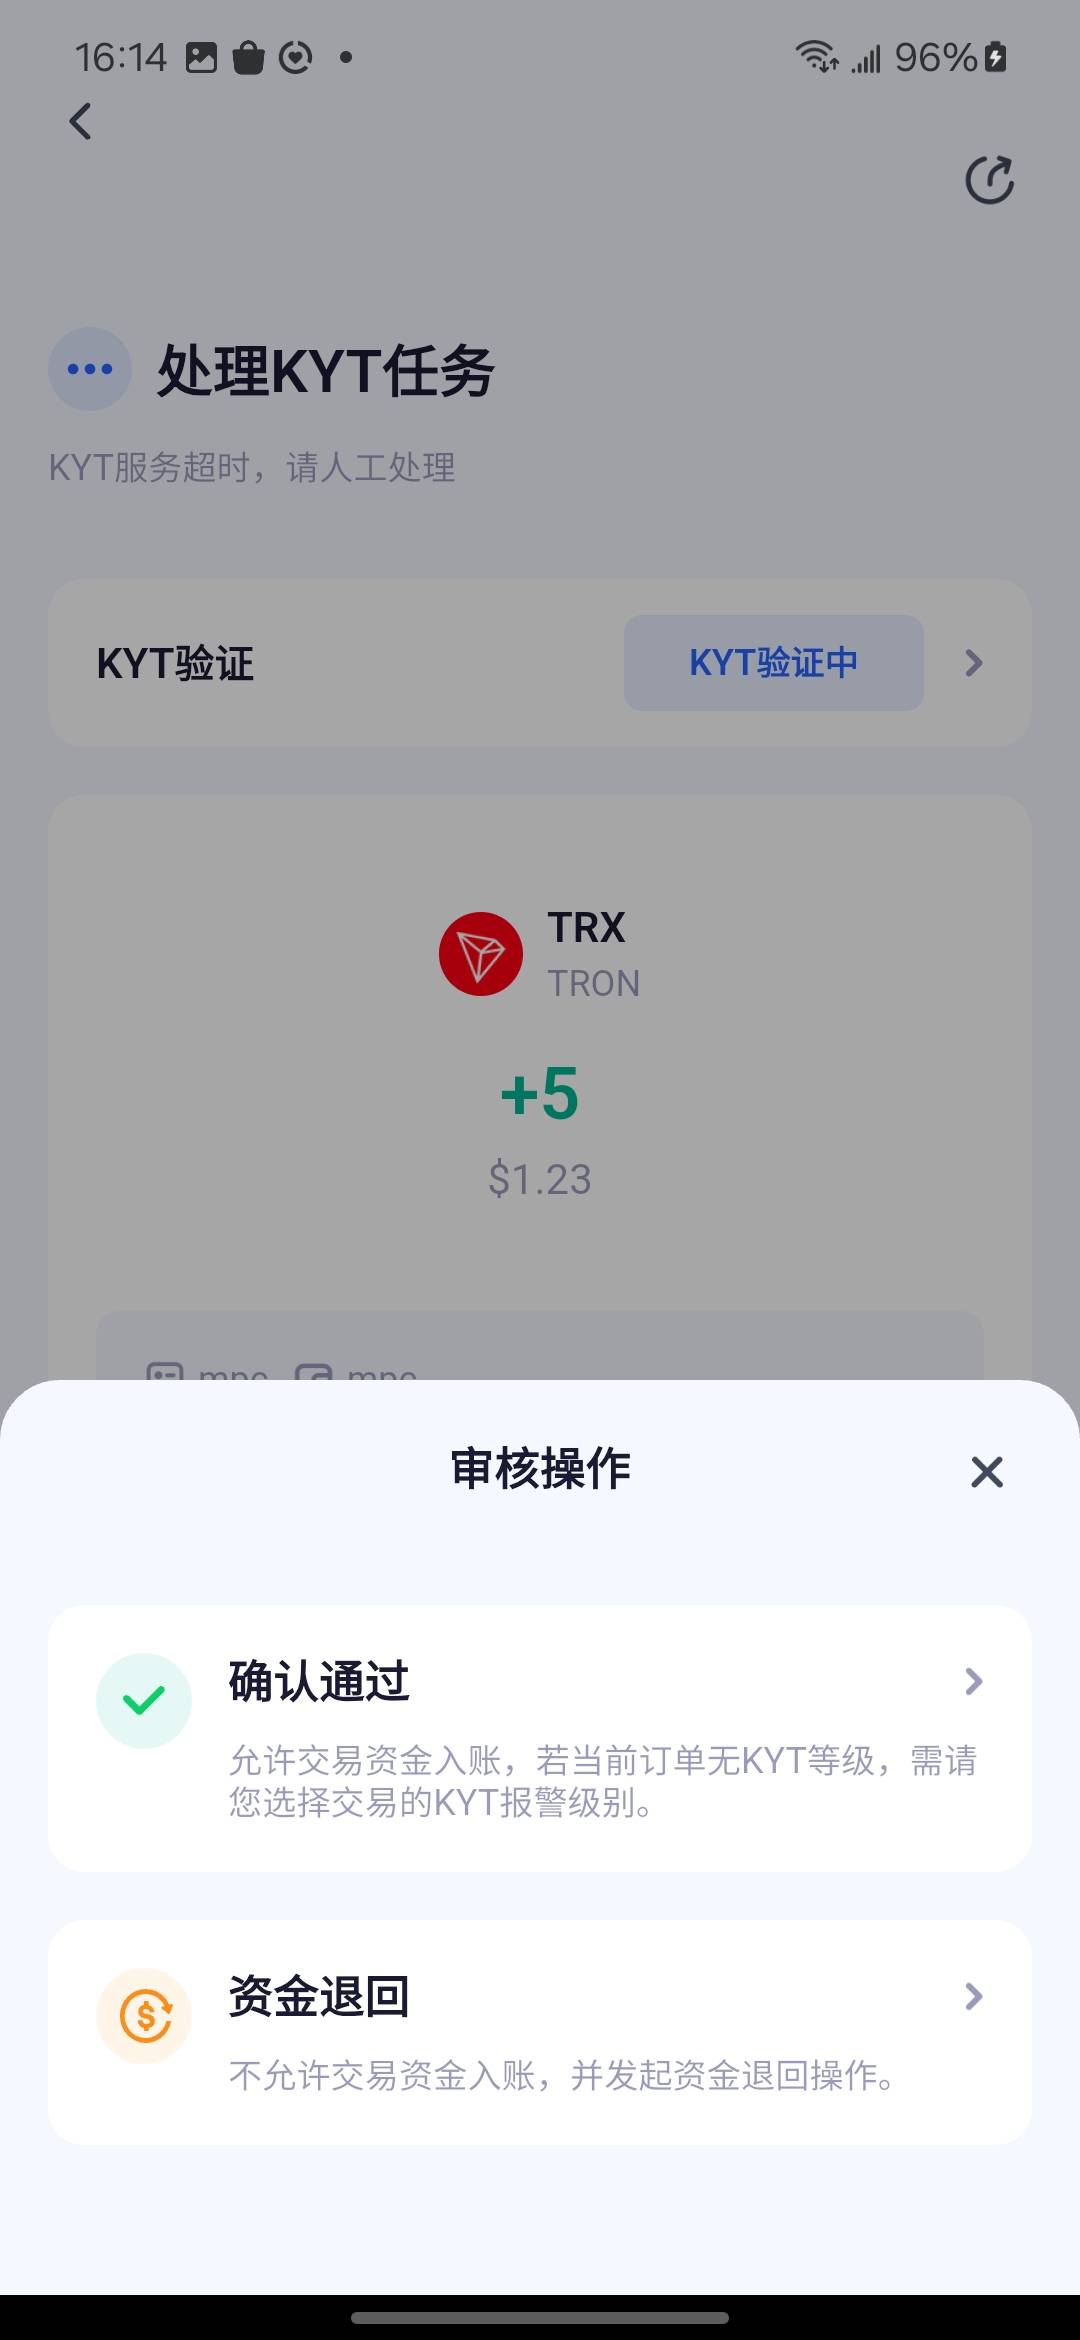 16:14
96%
处理KYT任务
KYT服务超时，请人工处理
KYT验证
KYT验证中
TRX
TRON
+5
$1.23
mpc mpc
审核操作
确认通过
允许交易资金入账，若当前订单无KYT等级，需请
您选择交易的KYT报警级别。
资金退回
不允许交易资金入账，并发起资金退回操作。